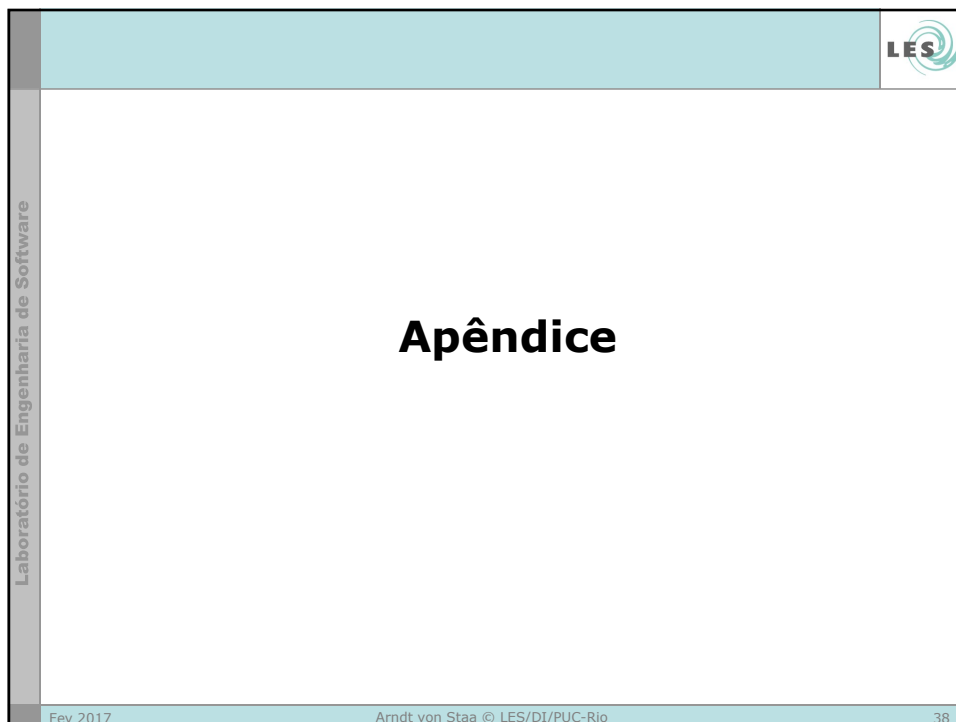 LES
Laboratório de Engenharia de Software
Apêndice
Fev 2017
Arndt von Staa © LES/DI/PUC-Rio
38